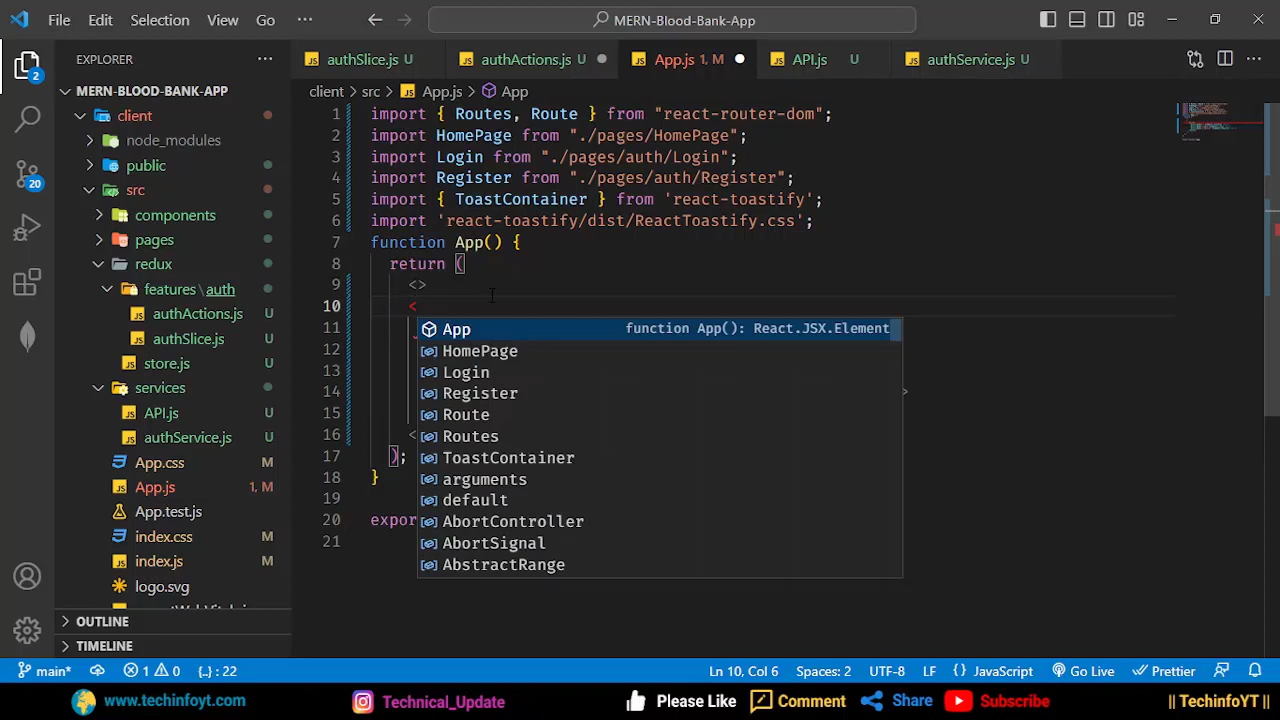 File Edit Selection View Go ··· MERN-Blood-Bank-App
EXPLORER ···
authSlice.js U authActions.js App.js 1, M API.js U authService.js U ···
MERN-BLOOD-BANK-APP
client > src > App.js > App
client
node_modules
public
src
components
pages
redux
features\auth
authActions.js U
authSlice.js U
store.js U
services
API.js U
authService.js U
App.css M
App.js 1, M
App.test.js
index.css M
index.js M
logo.svg
OUTLINE
TIMELINE
1 import { Routes, Route } from "react-router-dom";
2 import HomePage from "./pages/HomePage";
3 import Login from "./pages/auth/Login";
4 import Register from "./pages/auth/Register";
5 import { ToastContainer } from 'react-toastify';
6 import 'react-toastify/dist/ReactToastify.css';
7 function App() {
8 return (
9 <>
10 <
11
12
13
14 >
15
16 <
17 );
18 }
19
20 expor
21
App function App(): React.JSX.Element
HomePage
Login
Register
Route
Routes
ToastContainer
arguments
default
AbortController
AbortSignal
AbstractRange
2
20
main* 1 0 {..} : 22 Ln 10, Col 6 Spaces: 2 UTF-8 LF {} JavaScript Go Live Prettier
www.techinfoyt.com Technical_Update Please Like Comment Share Subscribe || TechinfoYT ||